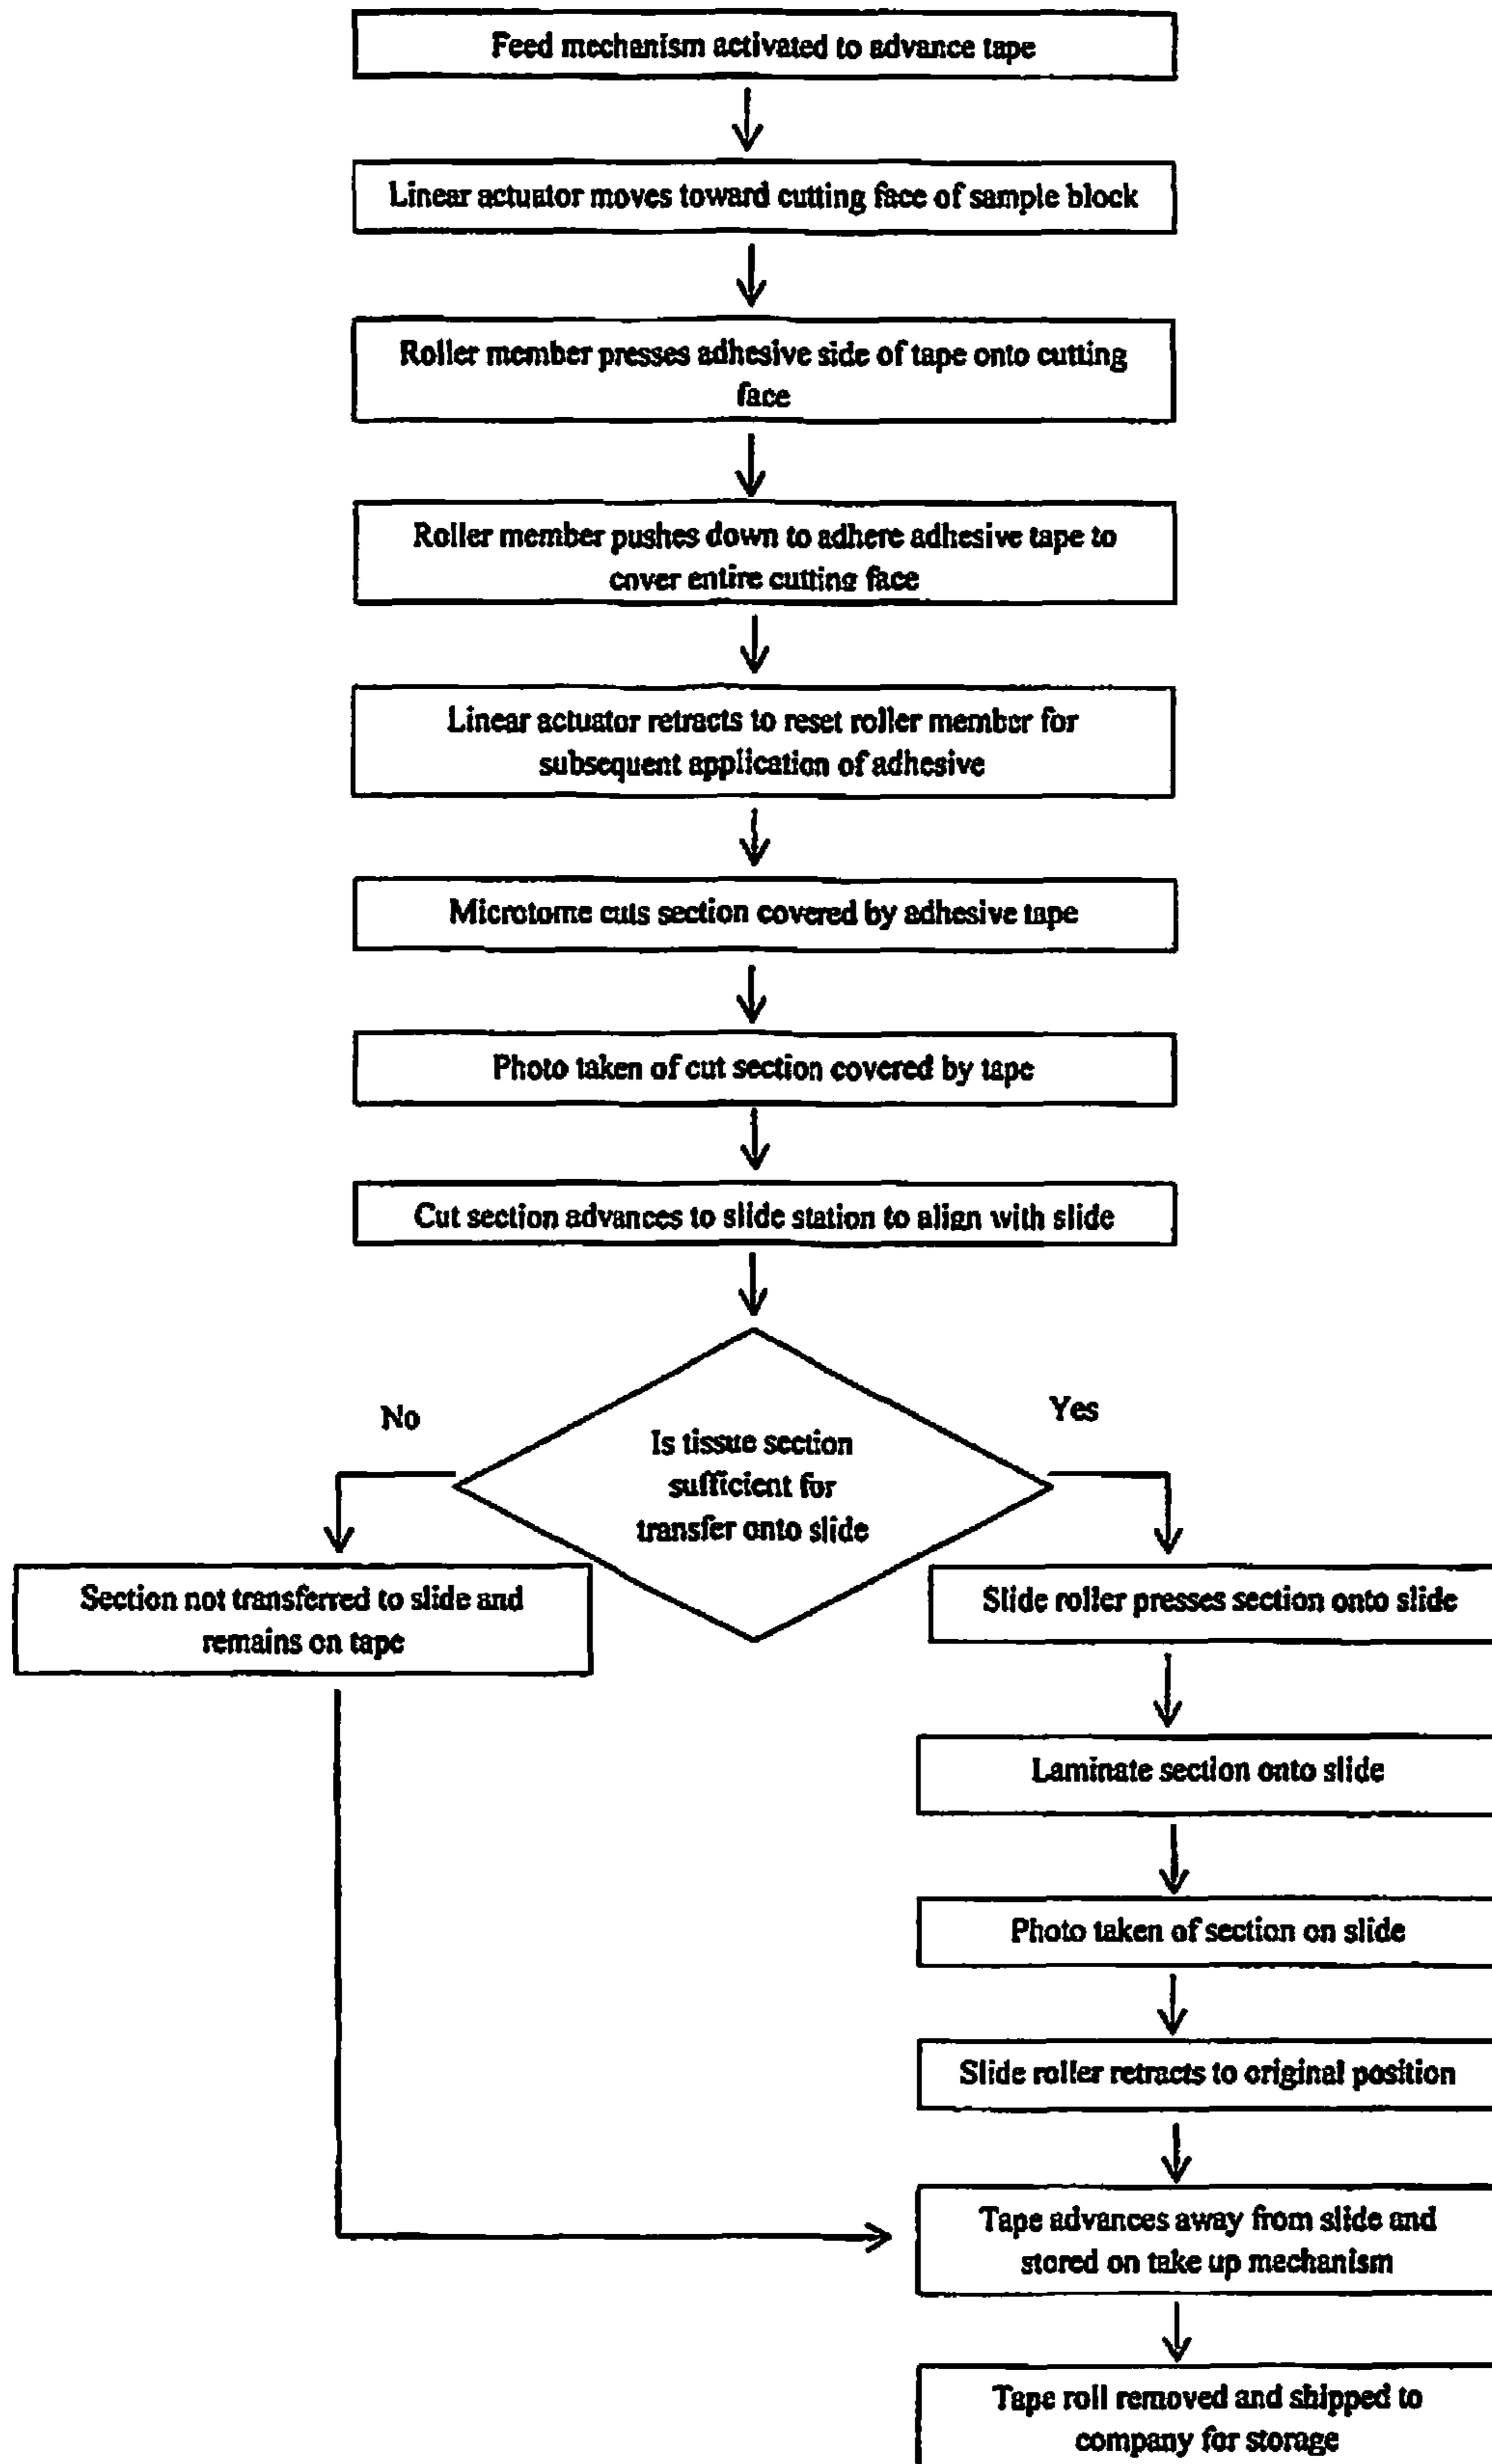 Feed mechanism activated to advance tape
Linear actuator moves toward cutting face of sample block
Roller member presses adhesive side of tape onto cutting
face
Roller member pushes down to adhere adhesive tape to
cover entire cutting face
Linear actuator retracts to reset roller member for
subsequent application of adhesive
Microtome cuts section covered by adhesive tape
Photo taken of cut section covered by tape
Cut section advances to slide station to align with slide
No
Yes
Is tissue section
sufficient for
transfer onto slide
Section not transferred to slide and
remains on tape
Slide roller presses section onto slide
Laminate section onto slide
Photo taken of section on slide
Slide roller retracts to original position
Tape advances away from slide and
stored on take up mechanism
Tape roll removed and shipped to
company for storage